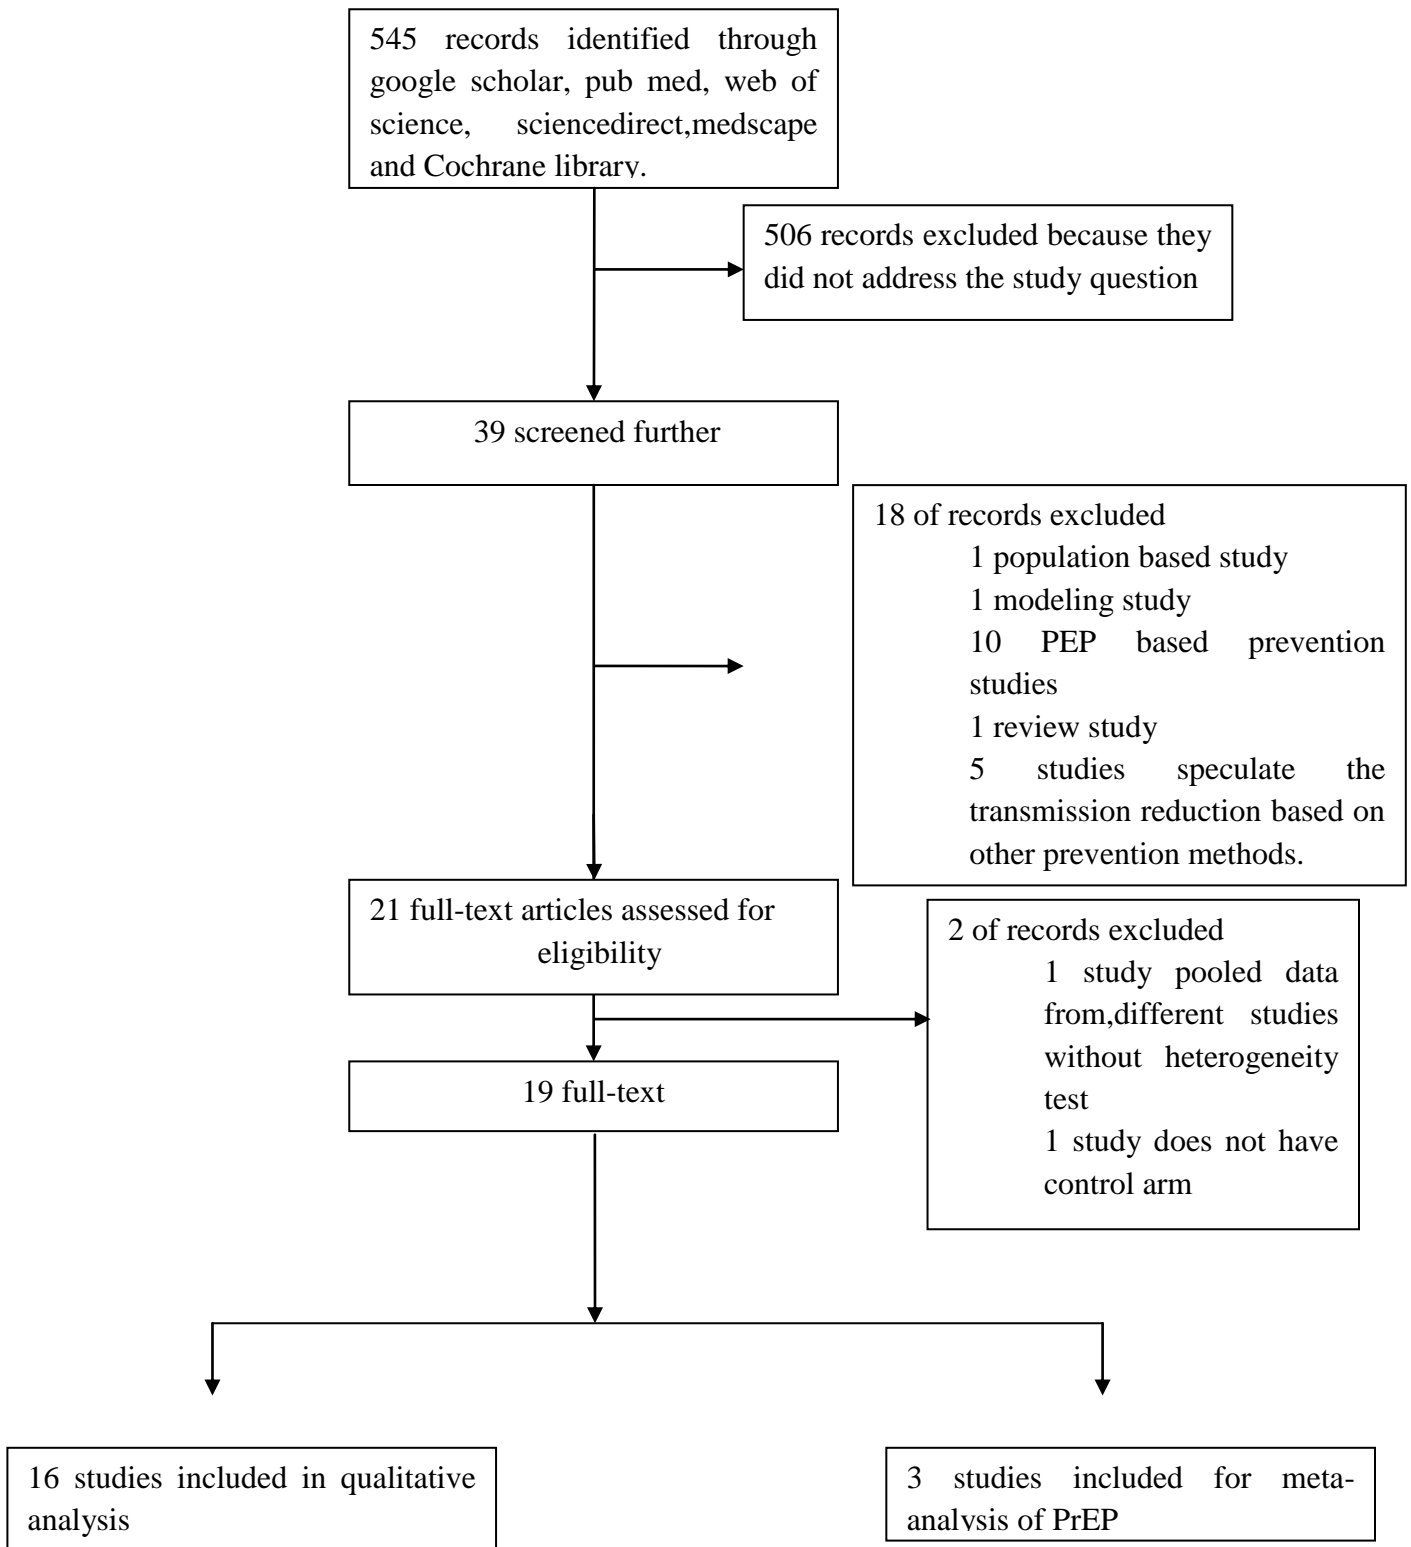 545 records identified through
google scholar, pub med, web of
science, sciencedirect,medscape
and Cochrane library.
506 records excluded because they
did not address the study question
39 screened further
18 of records excluded
1 population based study
1 modeling study
10 PEP based prevention
studies
1 review study
5 studies speculate the
transmission reduction based on
other prevention methods.
21 full-text articles assessed for
eligibility
2 of records excluded
1 study pooled data
from,different studies
without heterogeneity
test
1 study does not have
control arm
19 full-text
16 studies included in qualitative
analysis
3 studies included for meta-
analysis of PrEP